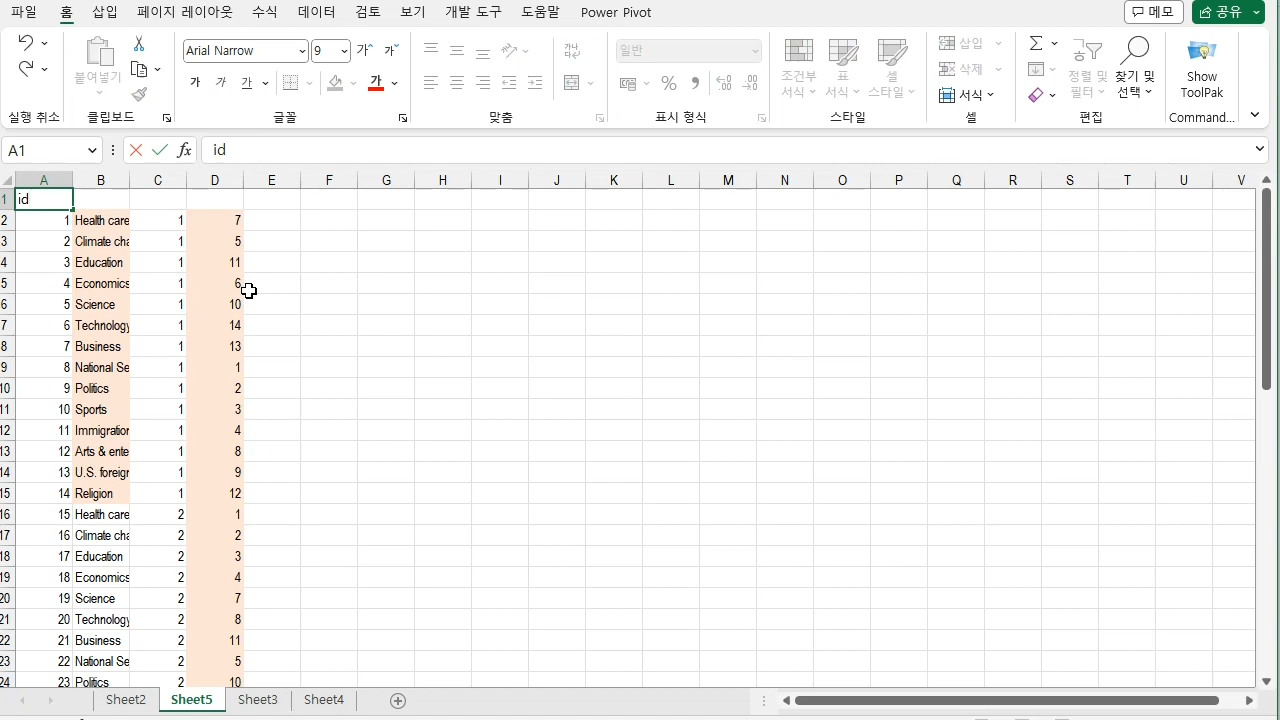 파일 홈 삽입 페이지 레이아웃 수식 데이터 검토 보기 개발 도구 도움말 Power Pivot 메모 공유
붙여넣기 Arial Narrow 9 가 가 가 가 가 가 내천 일반 % 9 조건부 서식 표 서식 셀 스타일 삽입 삭제 서식 정렬 및 필터 찾기 및 선택 Show ToolPak
실행 취소 클립보드 글꼴 맞춤 표시 형식 스타일 셀 편집 Command...
A1 fx id
A B C D E F G H I J K L M N O P Q R S T U V
1 id
2 1 Health care 1 7
3 2 Climate cha 1 5
4 3 Education 1 11
5 4 Economics 1 6
6 5 Science 1 10
7 6 Technology 1 14
8 7 Business 1 13
9 8 National Se 1 1
10 9 Politics 1 2
11 10 Sports 1 3
12 11 Immigration 1 4
13 12 Arts & ente 1 8
14 13 U.S. foreign 1 9
15 14 Religion 1 12
16 15 Health care 2 1
17 16 Climate cha 2 2
18 17 Education 2 3
19 18 Economics 2 4
20 19 Science 2 7
21 20 Technology 2 8
22 21 Business 2 11
23 22 National Se 2 5
24 23 Politics 2 10
Sheet2 Sheet5 Sheet3 Sheet4